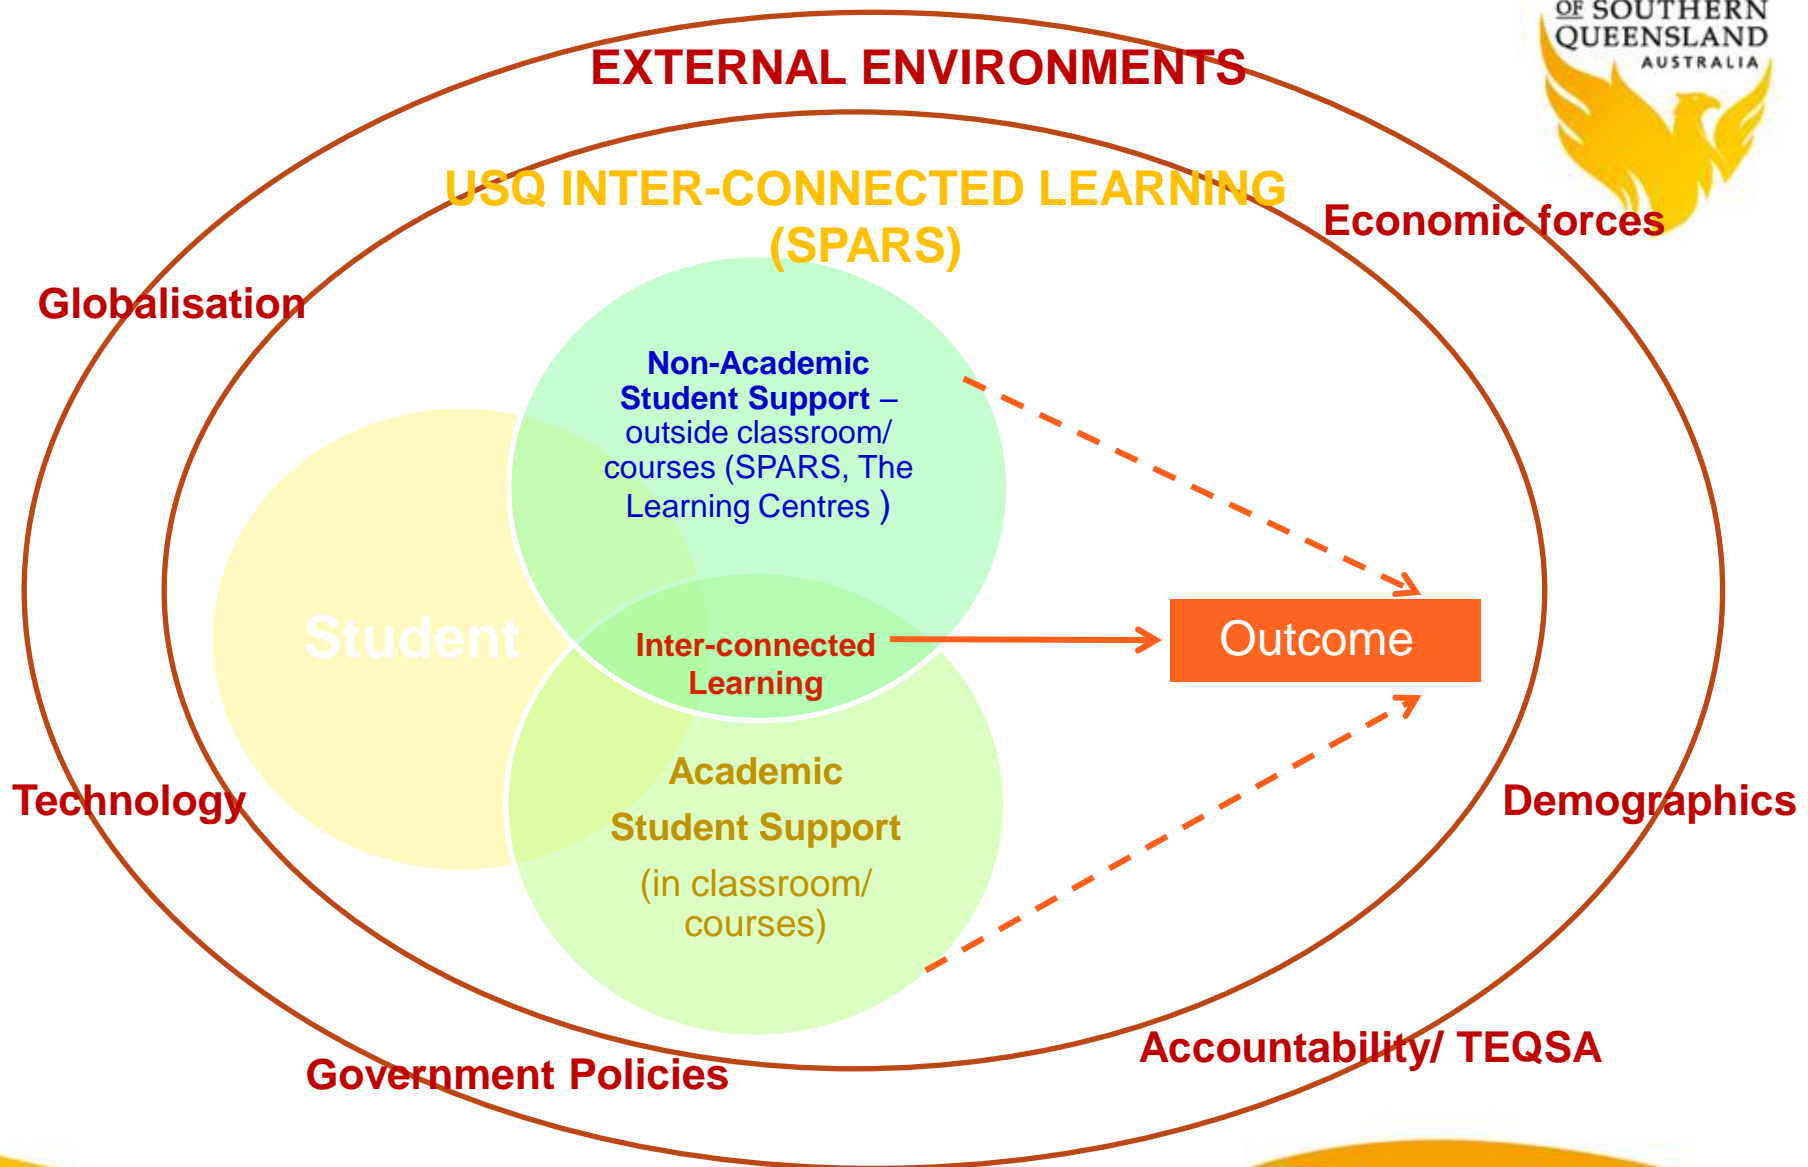 OF SOUTHERN
QUEENSLAND
AUSTRALIA
EXTERNAL ENVIRONMENTS
USQ INTER-CONNECTED LEARNING
(SPARS)
Economic forces
Globalisation
Non-Academic
Student Support –
outside classroom/
courses (SPARS, The
Learning Centres )
Student
Inter-connected
Learning
Outcome
Academic
Student Support
(in classroom/
courses)
Technology
Demographics
Accountability/ TEQSA
Government Policies